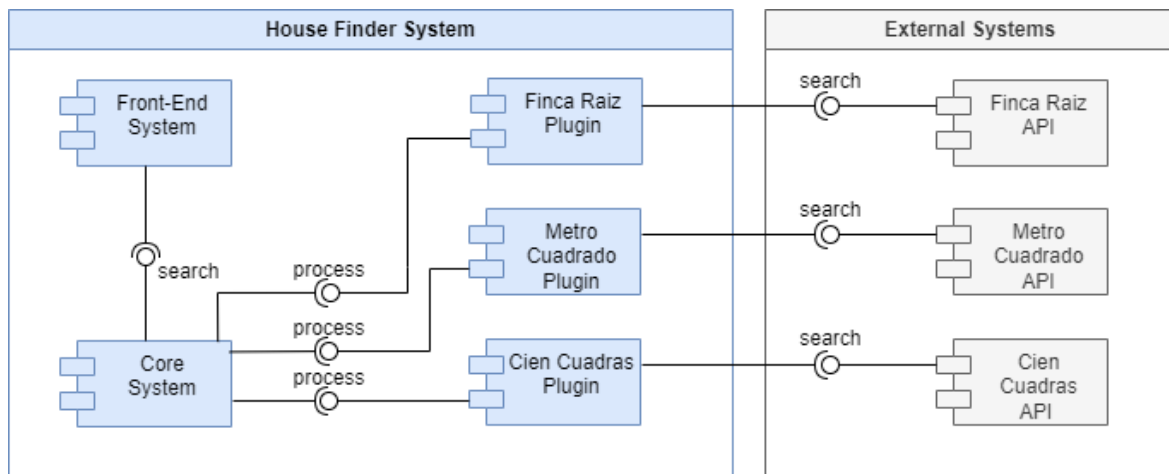 House Finder System
External Systems
Front-End
System
Finca Raiz
Plugin
search
Finca Raiz
API
search
process
Metro
Cuadrado
Plugin
search
Metro
Cuadrado
API
process
Core
System
process
Cien Cuadras
Plugin
search
Cien
Cuadras
API